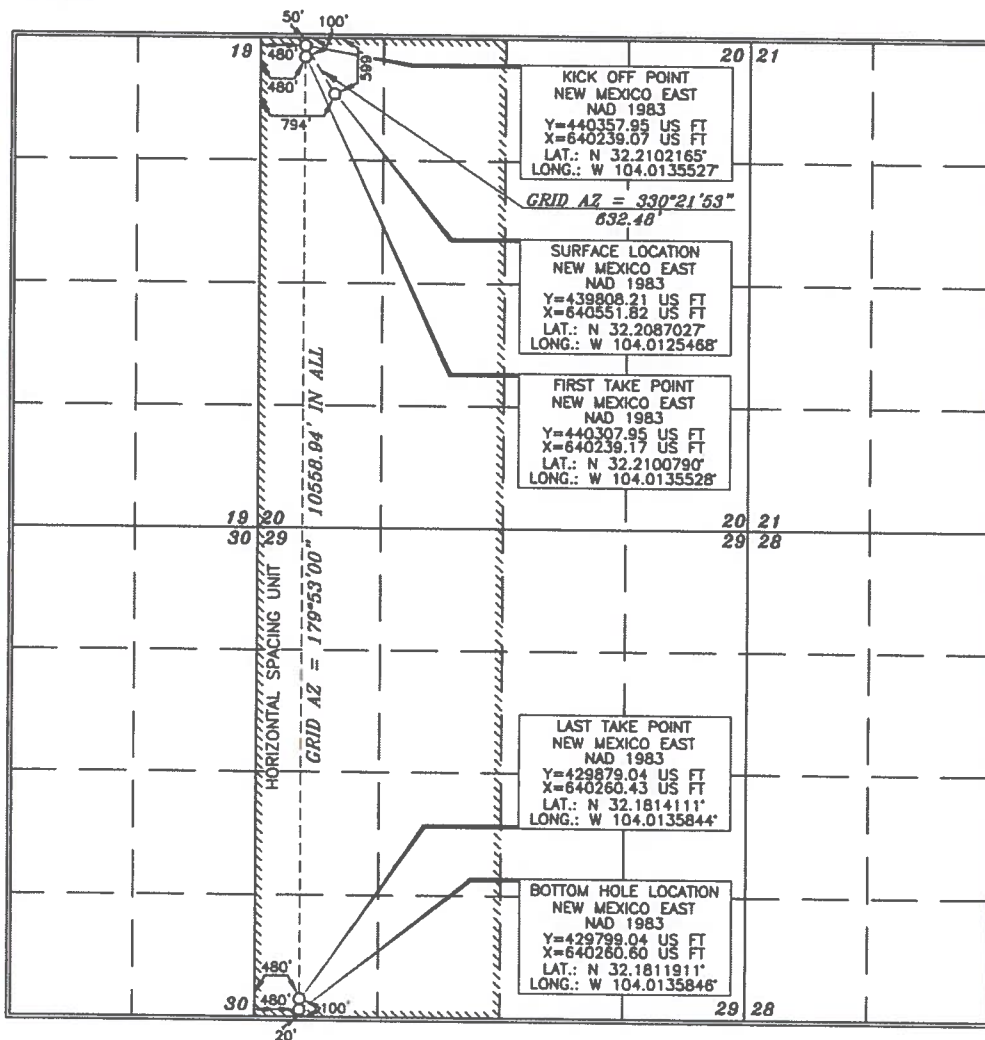 50'
100'
19
480'
599'
480'
794'
20 21
KICK OFF POINT
NEW MEXICO EAST
NAD 1983
Y=440357.95 US FT
X=640239.07 US FT
LAT.: N 32.2102165°
LONG.: W 104.0135527°
GRID AZ = 330°21'53"
632.48'
SURFACE LOCATION
NEW MEXICO EAST
NAD 1983
Y=439808.21 US FT
X=640551.82 US FT
LAT.: N 32.2087027°
LONG.: W 104.0125468°
FIRST TAKE POINT
NEW MEXICO EAST
NAD 1983
Y=440307.95 US FT
X=640239.17 US FT
LAT.: N 32.2100790°
LONG.: W 104.0135528°
19 20
30 29
20 21
29 28
HORIZONTAL SPACING UNIT
GRID AZ = 179°53'00" 10558.94' IN ALL
LAST TAKE POINT
NEW MEXICO EAST
NAD 1983
Y=429879.04 US FT
X=640260.43 US FT
LAT.: N 32.1814111°
LONG.: W 104.0135844°
BOTTOM HOLE LOCATION
NEW MEXICO EAST
NAD 1983
Y=429799.04 US FT
X=640260.60 US FT
LAT.: N 32.1811911°
LONG.: W 104.0135846°
480'
480'
30
100'
20'
29 28